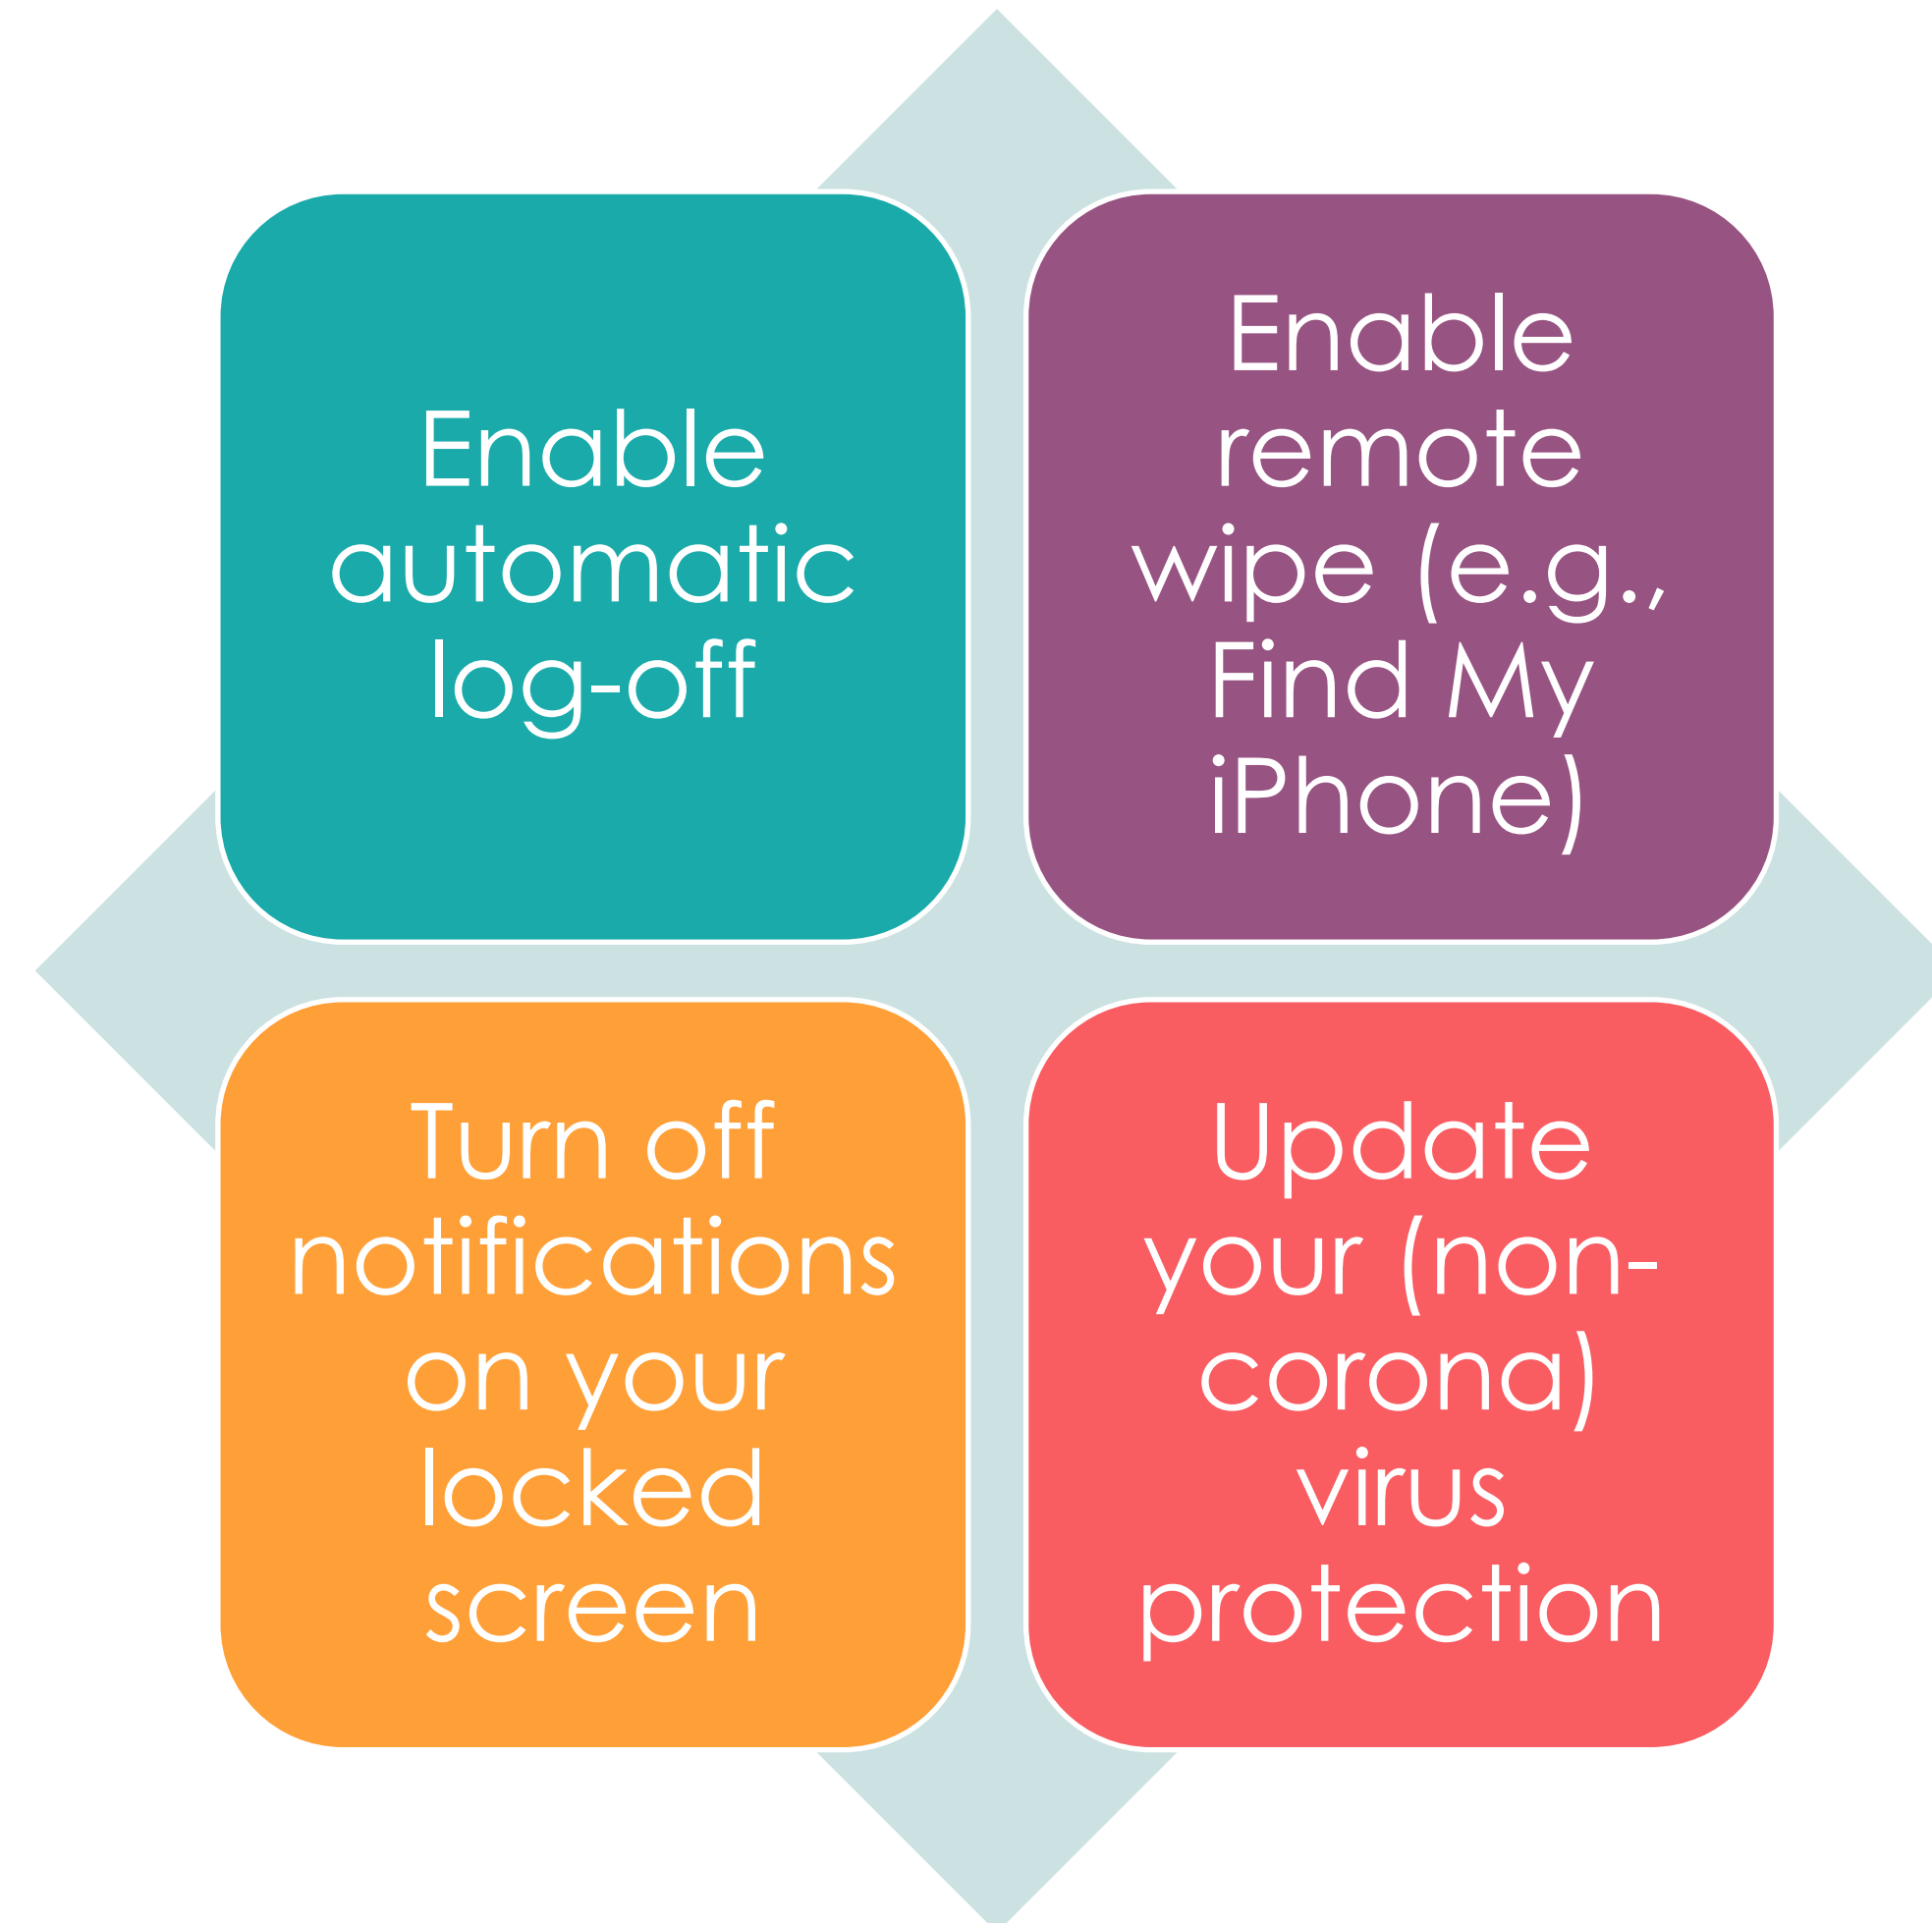 Enable
automatic
log-off
Enable
remote
wipe (e.g.,
Find My
iPhone)
Turn off
notifications
on your
locked
screen
Update
your (non-
corona)
virus
protection